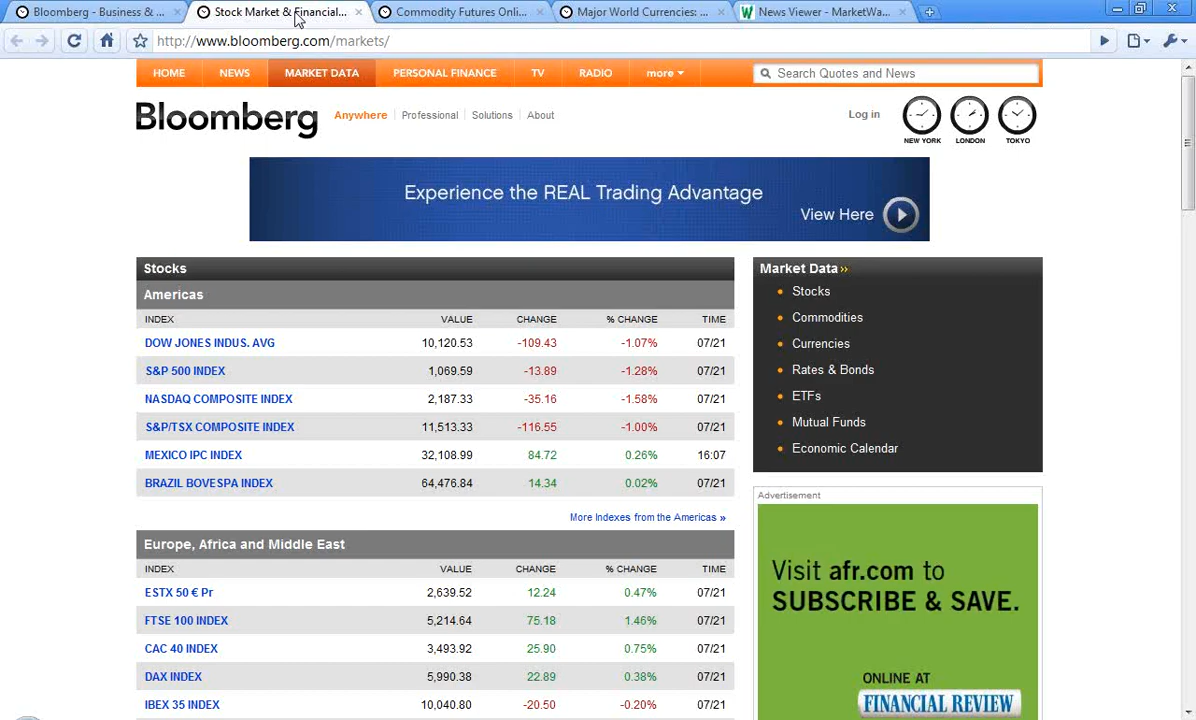 Bloomberg - Business & ...
Stock Market & Financial...
Commodity Futures Onli...
Major World Currencies: ...
News Viewer - MarketWa...
http://www.bloomberg.com/markets/
HOME NEWS MARKET DATA PERSONAL FINANCE TV RADIO more Search Quotes and News
Bloomberg Anywhere Professional Solutions About Log in
NEW YORK LONDON TOKYO
Experience the REAL Trading Advantage
View Here
Stocks
Americas
INDEX VALUE CHANGE % CHANGE TIME
DOW JONES INDUS. AVG 10,120.53 -109.43 -1.07% 07/21
S&P 500 INDEX 1,069.59 -13.89 -1.28% 07/21
NASDAQ COMPOSITE INDEX 2,187.33 -35.16 -1.58% 07/21
S&P/TSX COMPOSITE INDEX 11,513.33 -116.55 -1.00% 07/21
MEXICO IPC INDEX 32,108.99 84.72 0.26% 16:07
BRAZIL BOVESPA INDEX 64,476.84 14.34 0.02% 07/21
More Indexes from the Americas »
Europe, Africa and Middle East
INDEX VALUE CHANGE % CHANGE TIME
ESTX 50 € Pr 2,639.52 12.24 0.47% 07/21
FTSE 100 INDEX 5,214.64 75.18 1.46% 07/21
CAC 40 INDEX 3,493.92 25.90 0.75% 07/21
DAX INDEX 5,990.38 22.89 0.38% 07/21
IBEX 35 INDEX 10,040.80 -20.50 -0.20% 07/21
Market Data »
Stocks
Commodities
Currencies
Rates & Bonds
ETFs
Mutual Funds
Economic Calendar
Advertisement
Visit afr.com to
SUBSCRIBE & SAVE.
ONLINE AT
FINANCIAL REVIEW